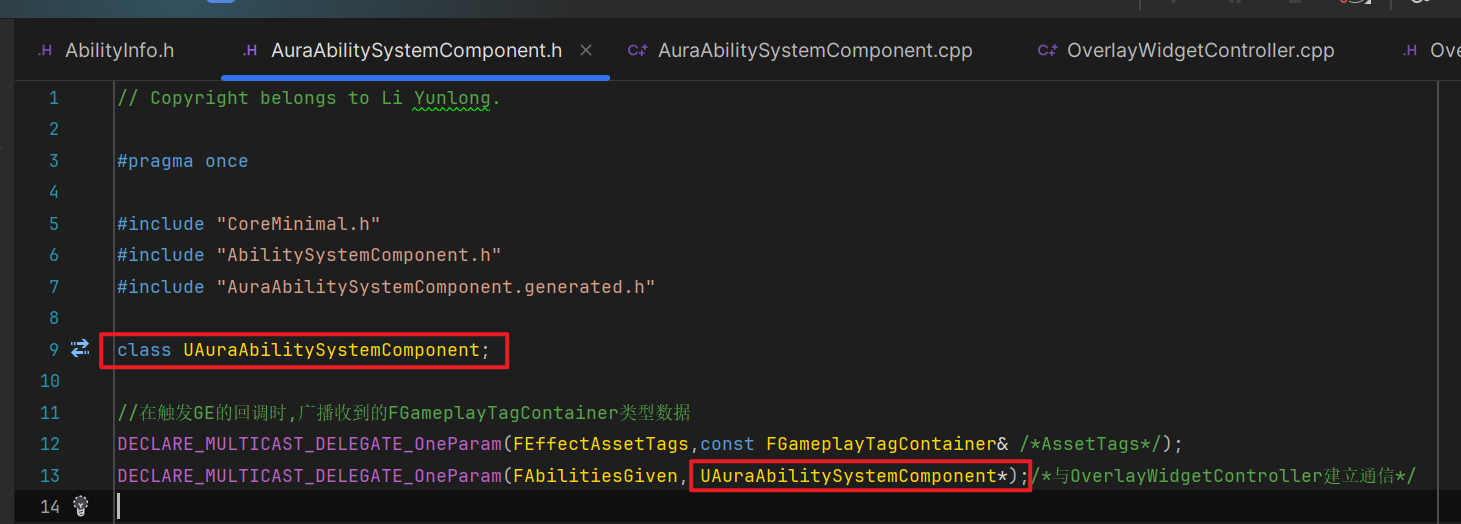 .H AbilityInfo.h .H AuraAbilitySystemComponent.h × C++ AuraAbilitySystemComponent.cpp C++ OverlayWidgetController.cpp .H Ove
1 // Copyright belongs to Li Yunlong.
2
3 #pragma once
4
5 #include "CoreMinimal.h"
6 #include "AbilitySystemComponent.h"
7 #include "AuraAbilitySystemComponent.generated.h"
8
9 class UAuraAbilitySystemComponent;
10
11 //在触发GE的回调时,广播收到的FGameplayTagContainer类型数据
12 DECLARE_MULTICAST_DELEGATE_OneParam(FEffectAssetTags,const FGameplayTagContainer& /*AssetTags*/);
13 DECLARE_MULTICAST_DELEGATE_OneParam(FAbilitiesGiven, UAuraAbilitySystemComponent*);/*与OverlayWidgetController建立通信*/
14